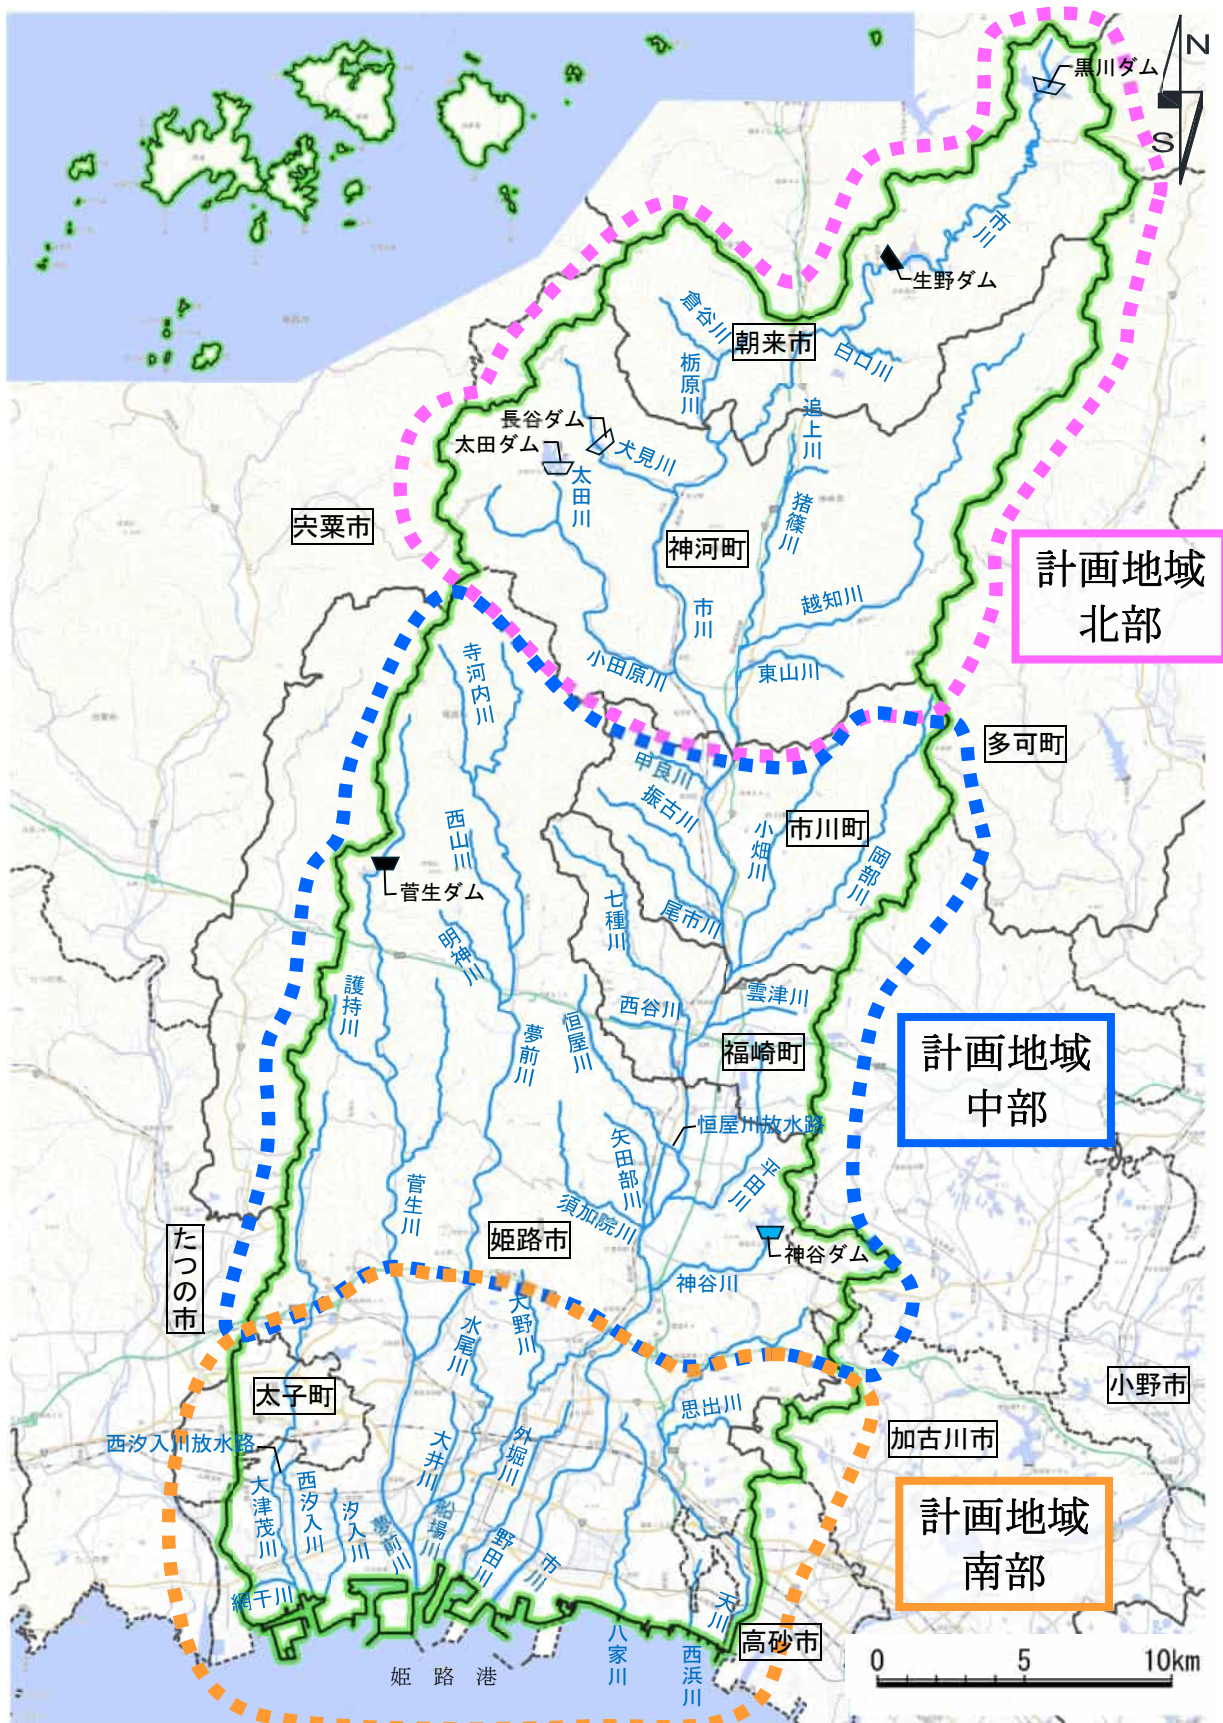 N
S
黒川ダム
市川
生野ダム
倉谷川
朝来市
白口川
栃原川
追上川
長谷ダム
太田ダム
犬見川
太田川
猪篠川
宍粟市
神河町
計画地域
北部
越知川
市川
寺河内川
小田原川
東山川
多可町
甲良川
振古川
西山川
小畑川
市川町
岡部川
菅生ダム
七種川
尾市川
明神川
護持川
西谷川
雲津川
恒屋川
夢前川
福崎町
計画地域
中部
恒屋川放水路
矢田部川
平田川
菅生川
須加院川
姫路市
たつの市
神谷ダム
神谷川
大野川
水尾川
太子町
小野市
思出川
加古川市
西汐入川放水路
外堀川
大井川
大津茂川
西汐入川
汐入川
夢前川
船場川
野田川
市川
計画地域
南部
網干川
天川
八家川
西浜川
高砂市
姫路港
0 5 10km